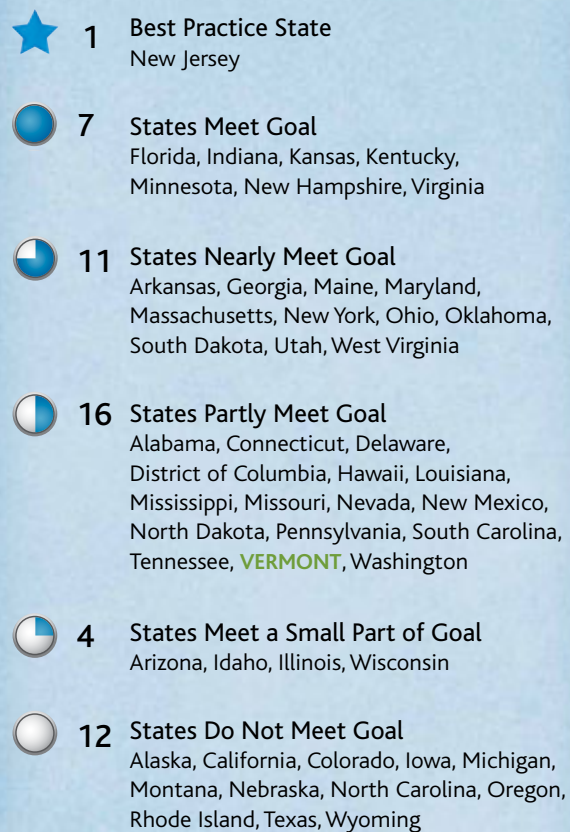 1 Best Practice State
New Jersey
7 States Meet Goal
Florida, Indiana, Kansas, Kentucky,
Minnesota, New Hampshire, Virginia
11 States Nearly Meet Goal
Arkansas, Georgia, Maine, Maryland,
Massachusetts, New York, Ohio, Oklahoma,
South Dakota, Utah, West Virginia
16 States Partly Meet Goal
Alabama, Connecticut, Delaware,
District of Columbia, Hawaii, Louisiana,
Mississippi, Missouri, Nevada, New Mexico,
North Dakota, Pennsylvania, South Carolina,
Tennessee, VERMONT, Washington
4 States Meet a Small Part of Goal
Arizona, Idaho, Illinois, Wisconsin
12 States Do Not Meet Goal
Alaska, California, Colorado, Iowa, Michigan,
Montana, Nebraska, North Carolina, Oregon,
Rhode Island, Texas, Wyoming